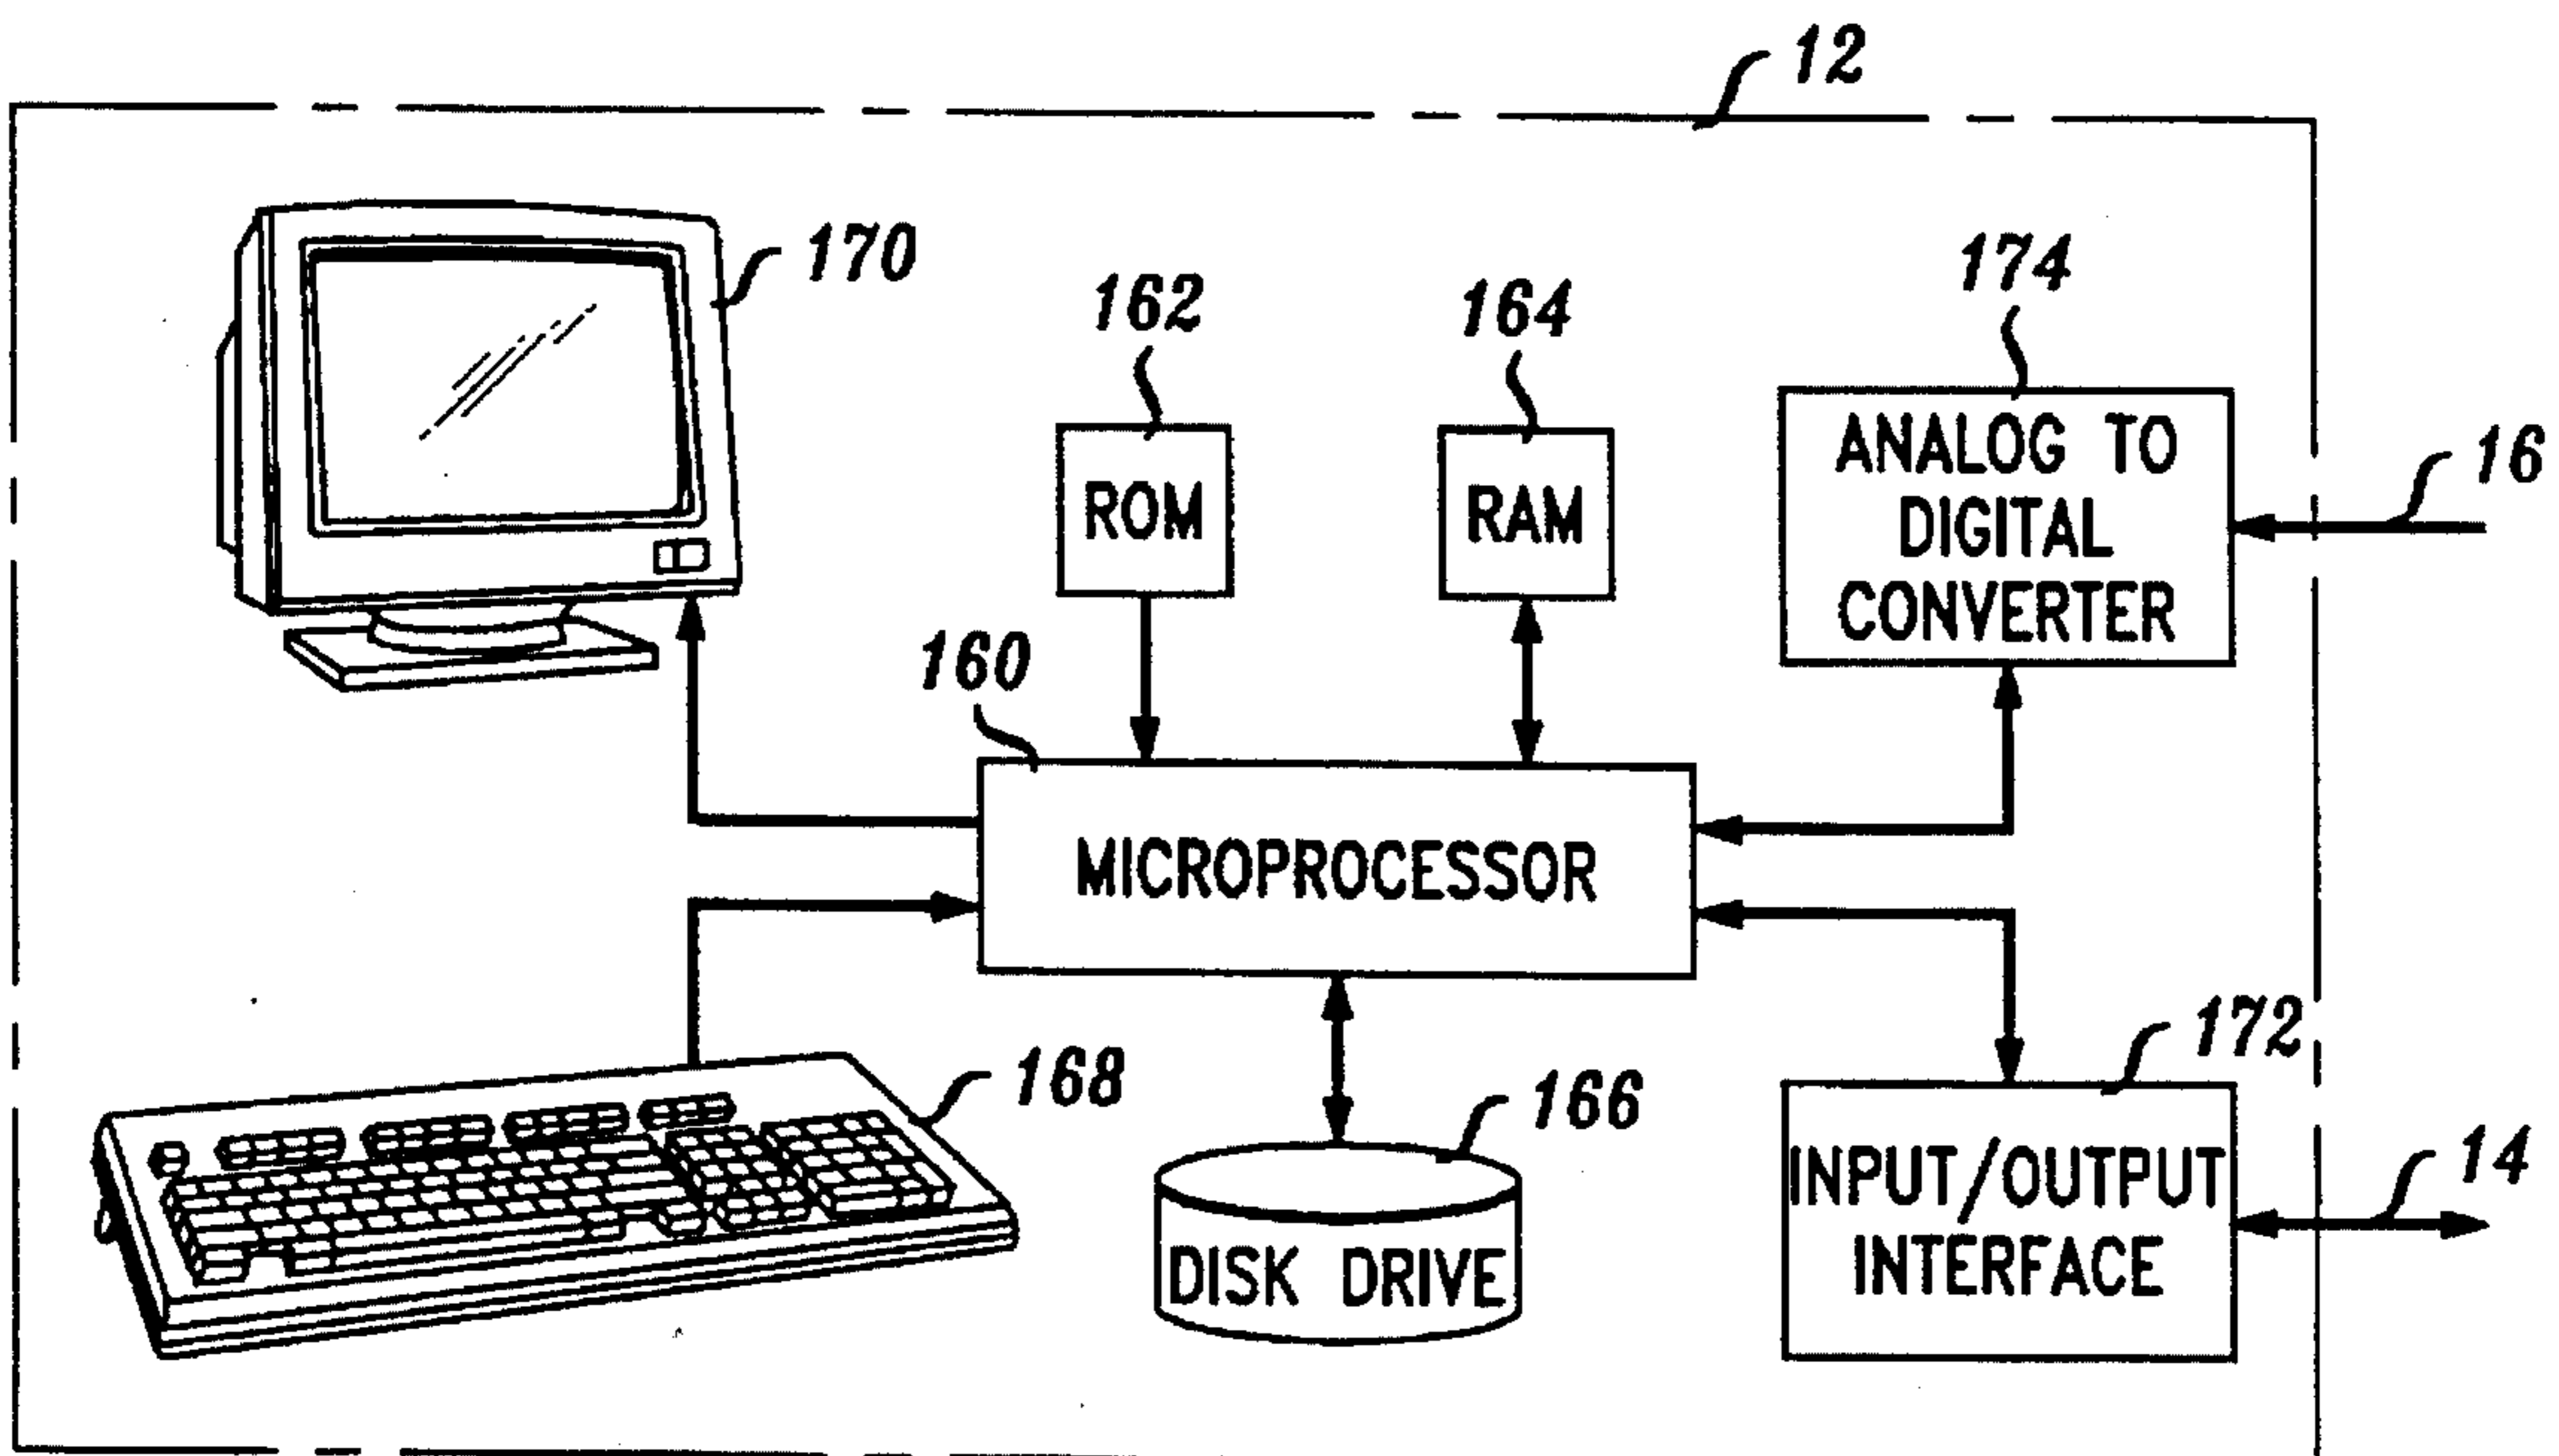 12
170
162
164
174
ROM
RAM
ANALOG TO
DIGITAL
CONVERTER
16
160
MICROPROCESSOR
168
166
172
DISK DRIVE
INPUT/OUTPUT
INTERFACE
14